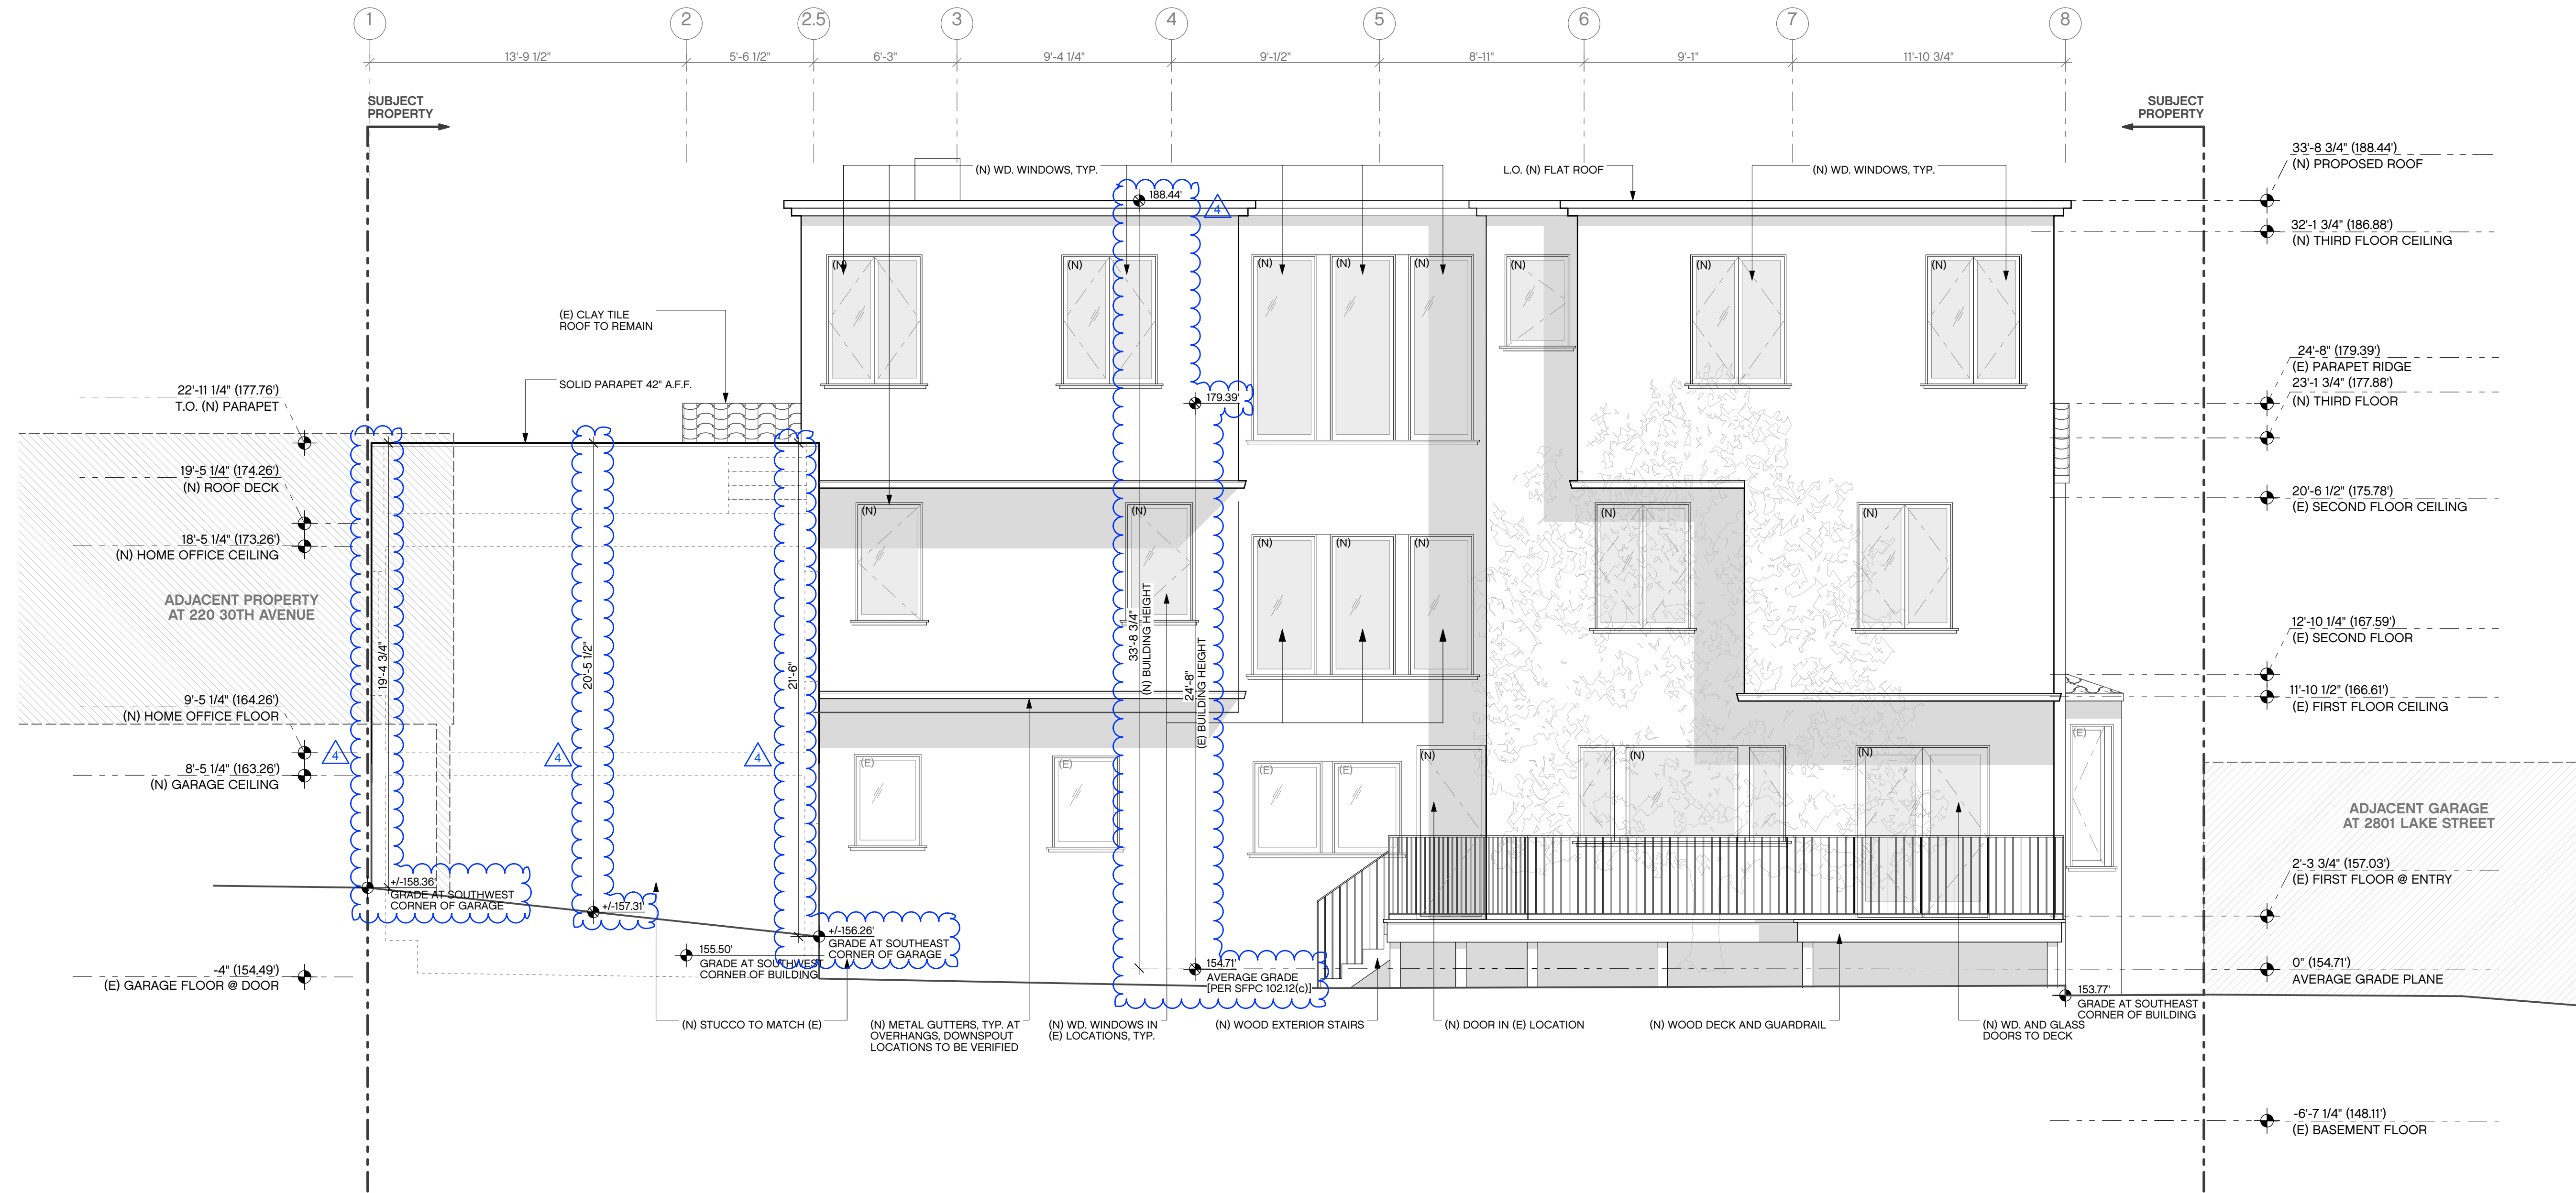 1
2
2.5
3
4
5
6
7
8
13'-9 1/2"
5'-6 1/2"
6'-3"
9'-4 1/4"
9'-1/2"
8'-11"
9'-1"
11'-10 3/4"
SUBJECT
PROPERTY
SUBJECT
PROPERTY
33'-8 3/4" (188.44')
(N) PROPOSED ROOF
(N) WD. WINDOWS, TYP.
L.O. (N) FLAT ROOF
(N) WD. WINDOWS, TYP.
188.44'
4
32'-1 3/4" (186.88')
(N) THIRD FLOOR CEILING
(N)
(N)
(N)
(N)
(N)
(N)
(N)
(N)
(E) CLAY TILE
ROOF TO REMAIN
24'-8" (179.39')
(E) PARAPET RIDGE
23'-1 3/4" (177.88')
(N) THIRD FLOOR
SOLID PARAPET 42" A.F.F.
22'-11 1/4" (177.76')
T.O. (N) PARAPET
179.39'
19'-5 1/4" (174.26')
(N) ROOF DECK
20'-6 1/2" (175.78')
(E) SECOND FLOOR CEILING
(N)
(N)
(N)
(N)
18'-5 1/4" (173.26')
(N) HOME OFFICE CEILING
(N)
(N)
(N)
ADJACENT PROPERTY
AT 220 30TH AVENUE
19'-4 3/4"
20'-5 1/2"
21'-6"
33'-8 3/4"
(N) BUILDING HEIGHT
24'-8"
(E) BUILDING HEIGHT
12'-10 1/4" (167.59')
(E) SECOND FLOOR
11'-10 1/2" (166.61')
(E) FIRST FLOOR CEILING
9'-5 1/4" (164.26')
(N) HOME OFFICE FLOOR
4
4
4
8'-5 1/4" (163.26')
(N) GARAGE CEILING
(E)
(E)
(E)
(E)
(N)
(N)
(N)
(E)
ADJACENT GARAGE
AT 2801 LAKE STREET
2'-3 3/4" (157.03')
(E) FIRST FLOOR @ ENTRY
+/-158.36'
GRADE AT SOUTHWEST
CORNER OF GARAGE
+/-157.31'
+/-156.26'
GRADE AT SOUTHEAST
CORNER OF GARAGE
155.50'
GRADE AT SOUTHWEST
CORNER OF BUILDING
154.71'
AVERAGE GRADE
[PER SFPC 102.12(c)]
-4" (154.49')
(E) GARAGE FLOOR @ DOOR
0" (154.71')
AVERAGE GRADE PLANE
153.77'
GRADE AT SOUTHEAST
CORNER OF BUILDING
(N) STUCCO TO MATCH (E)
(N) METAL GUTTERS, TYP. AT
OVERHANGS, DOWNSPOUT
LOCATIONS TO BE VERIFIED
(N) WD. WINDOWS IN
(E) LOCATIONS, TYP.
(N) WOOD EXTERIOR STAIRS
(N) DOOR IN (E) LOCATION
(N) WOOD DECK AND GUARDRAIL
(N) WD. AND GLASS
DOORS TO DECK
-6'-7 1/4" (148.11')
(E) BASEMENT FLOOR